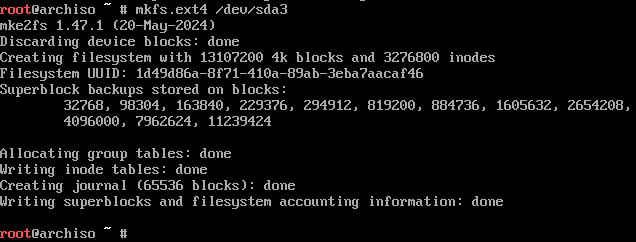 root@archiso ~ # mkfs.ext4 /dev/sda3
mke2fs 1.47.1 (20-May-2024)
Discarding device blocks: done
Creating filesystem with 13107200 4k blocks and 3276800 inodes
Filesystem UUID: 1d49d86a-8f71-410a-89ab-3eba7aacaf46
Superblock backups stored on blocks:
        32768, 98304, 163840, 229376, 294912, 819200, 884736, 1605632, 2654208,
        4096000, 7962624, 11239424

Allocating group tables: done
Writing inode tables: done
Creating journal (65536 blocks): done
Writing superblocks and filesystem accounting information: done

root@archiso ~ #